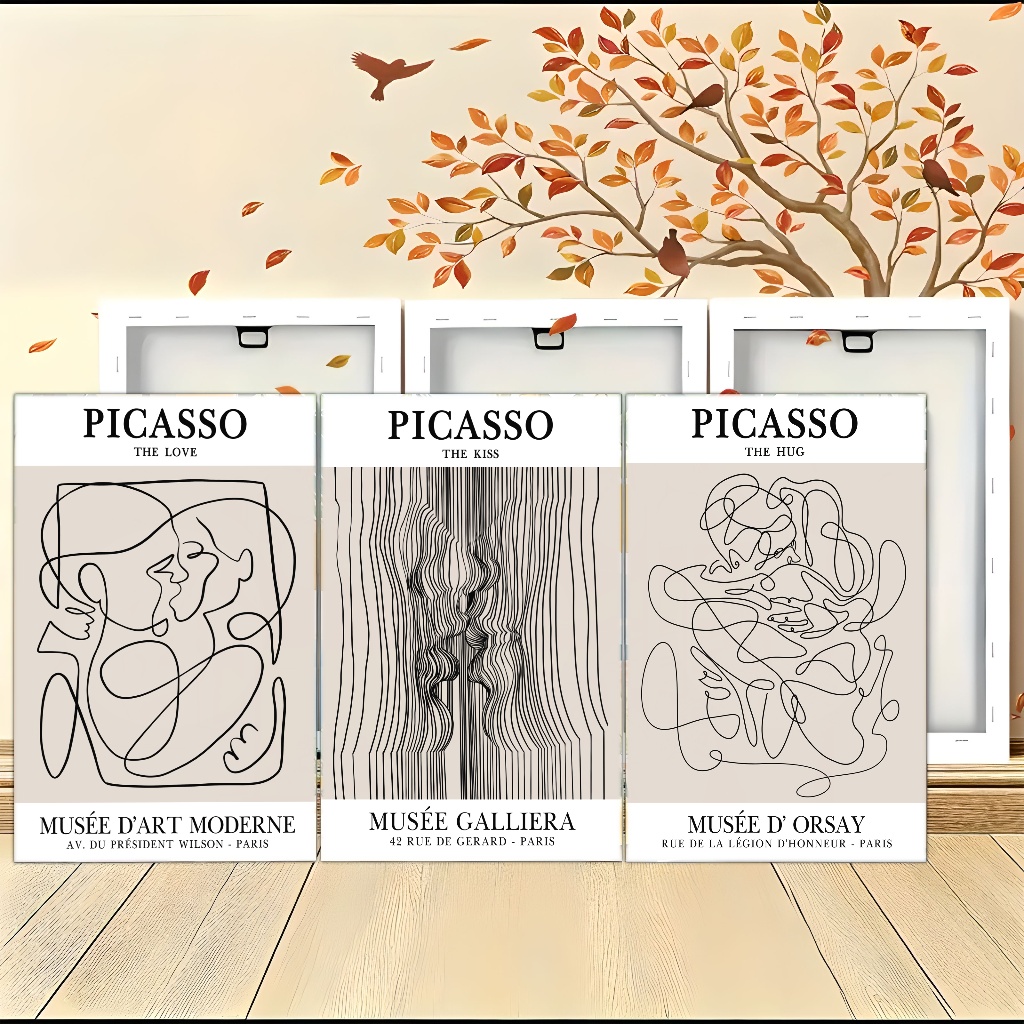 PICASSO
THE LOVE
MUSÉE D'ART MODERNE
AV. DU PRÉSIDENT WILSON - PARIS
PICASSO
THE KISS
MUSÉE GALLIERA
42 RUE DE GERARD - PARIS
PICASSO
THE HUG
MUSÉE D' ORSAY
RUE DE LA LÉGION D'HONNEUR - PARIS